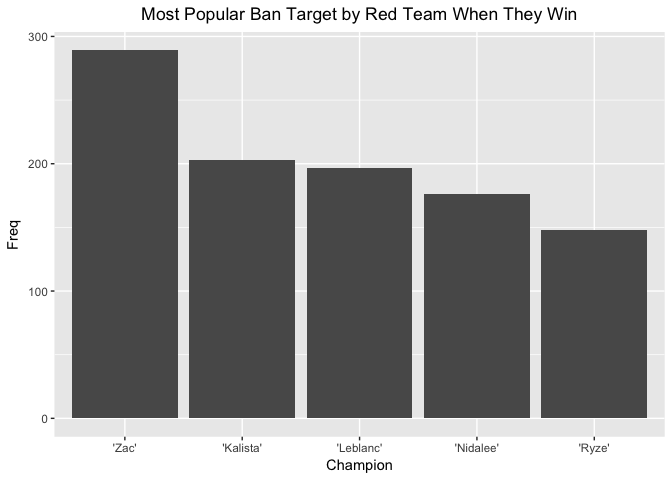 Most Popular Ban Target by Red Team When They Win
300
200
100
0
Freq
'Zac' 'Kalista' 'Leblanc' 'Nidalee' 'Ryze'
Champion